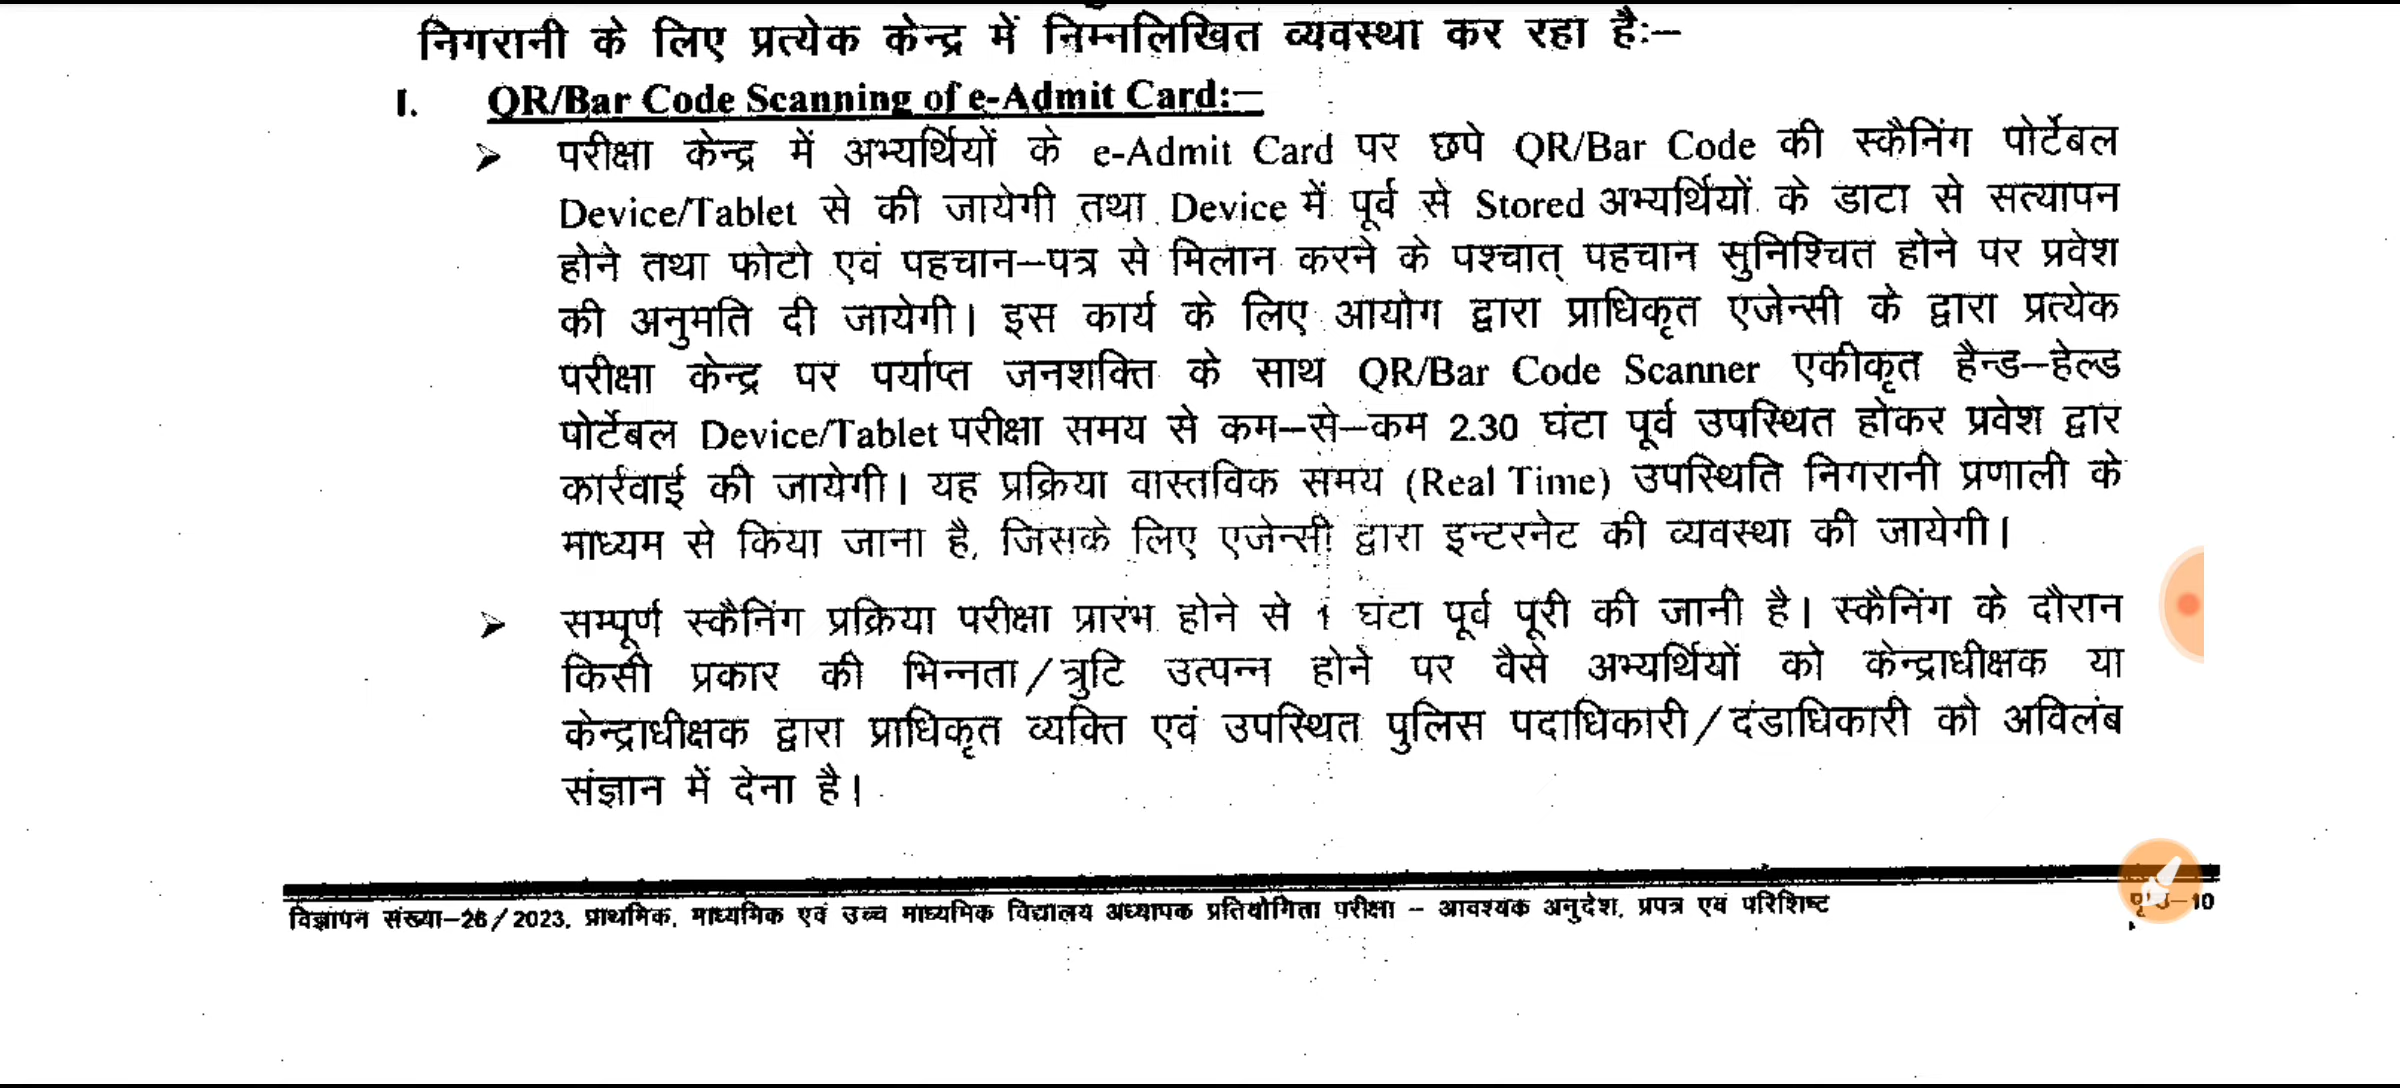 निगरानी के लिए प्रत्येक केन्द्र में निम्नलिखित व्यवस्था कर रहा है:–
I. QR/Bar Code Scanning of e-Admit Card:–
➢ परीक्षा केन्द्र में अभ्यर्थियों के e-Admit Card पर छपे QR/Bar Code की स्कैनिंग पोर्टेबल
Device/Tablet से की जायेगी तथा Device में पूर्व से Stored अभ्यर्थियों के डाटा से सत्यापन
होने तथा फोटो एवं पहचान–पत्र से मिलान करने के पश्चात् पहचान सुनिश्चित होने पर प्रवेश
की अनुमति दी जायेगी। इस कार्य के लिए आयोग द्वारा प्राधिकृत एजेन्सी के द्वारा प्रत्येक
परीक्षा केन्द्र पर पर्याप्त जनशक्ति के साथ QR/Bar Code Scanner एकीकृत हैन्ड–हेल्ड
पोर्टेबल Device/Tablet परीक्षा समय से कम–से–कम 2.30 घंटा पूर्व उपस्थित होकर प्रवेश द्वार
कार्रवाई की जायेगी। यह प्रक्रिया वास्तविक समय (Real Time) उपस्थिति निगरानी प्रणाली के
माध्यम से किया जाना है, जिसके लिए एजेन्सी द्वारा इन्टरनेट की व्यवस्था की जायेगी।
➢ सम्पूर्ण स्कैनिंग प्रक्रिया परीक्षा प्रारंभ होने से 1 घंटा पूर्व पूरी की जानी है। स्कैनिंग के दौरान
किसी प्रकार की भिन्नता/त्रुटि उत्पन्न होने पर वैसे अभ्यर्थियों को केन्द्राधीक्षक या
केन्द्राधीक्षक द्वारा प्राधिकृत व्यक्ति एवं उपस्थित पुलिस पदाधिकारी/दंडाधिकारी को अविलंब
संज्ञान में देना है।
विज्ञापन संख्या–26/2023, प्राथमिक, माध्यमिक एवं उच्च माध्यमिक विद्यालय अध्यापक प्रतियोगिता परीक्षा – आवश्यक अनुदेश, प्रपत्र एवं परिशिष्ट
–10